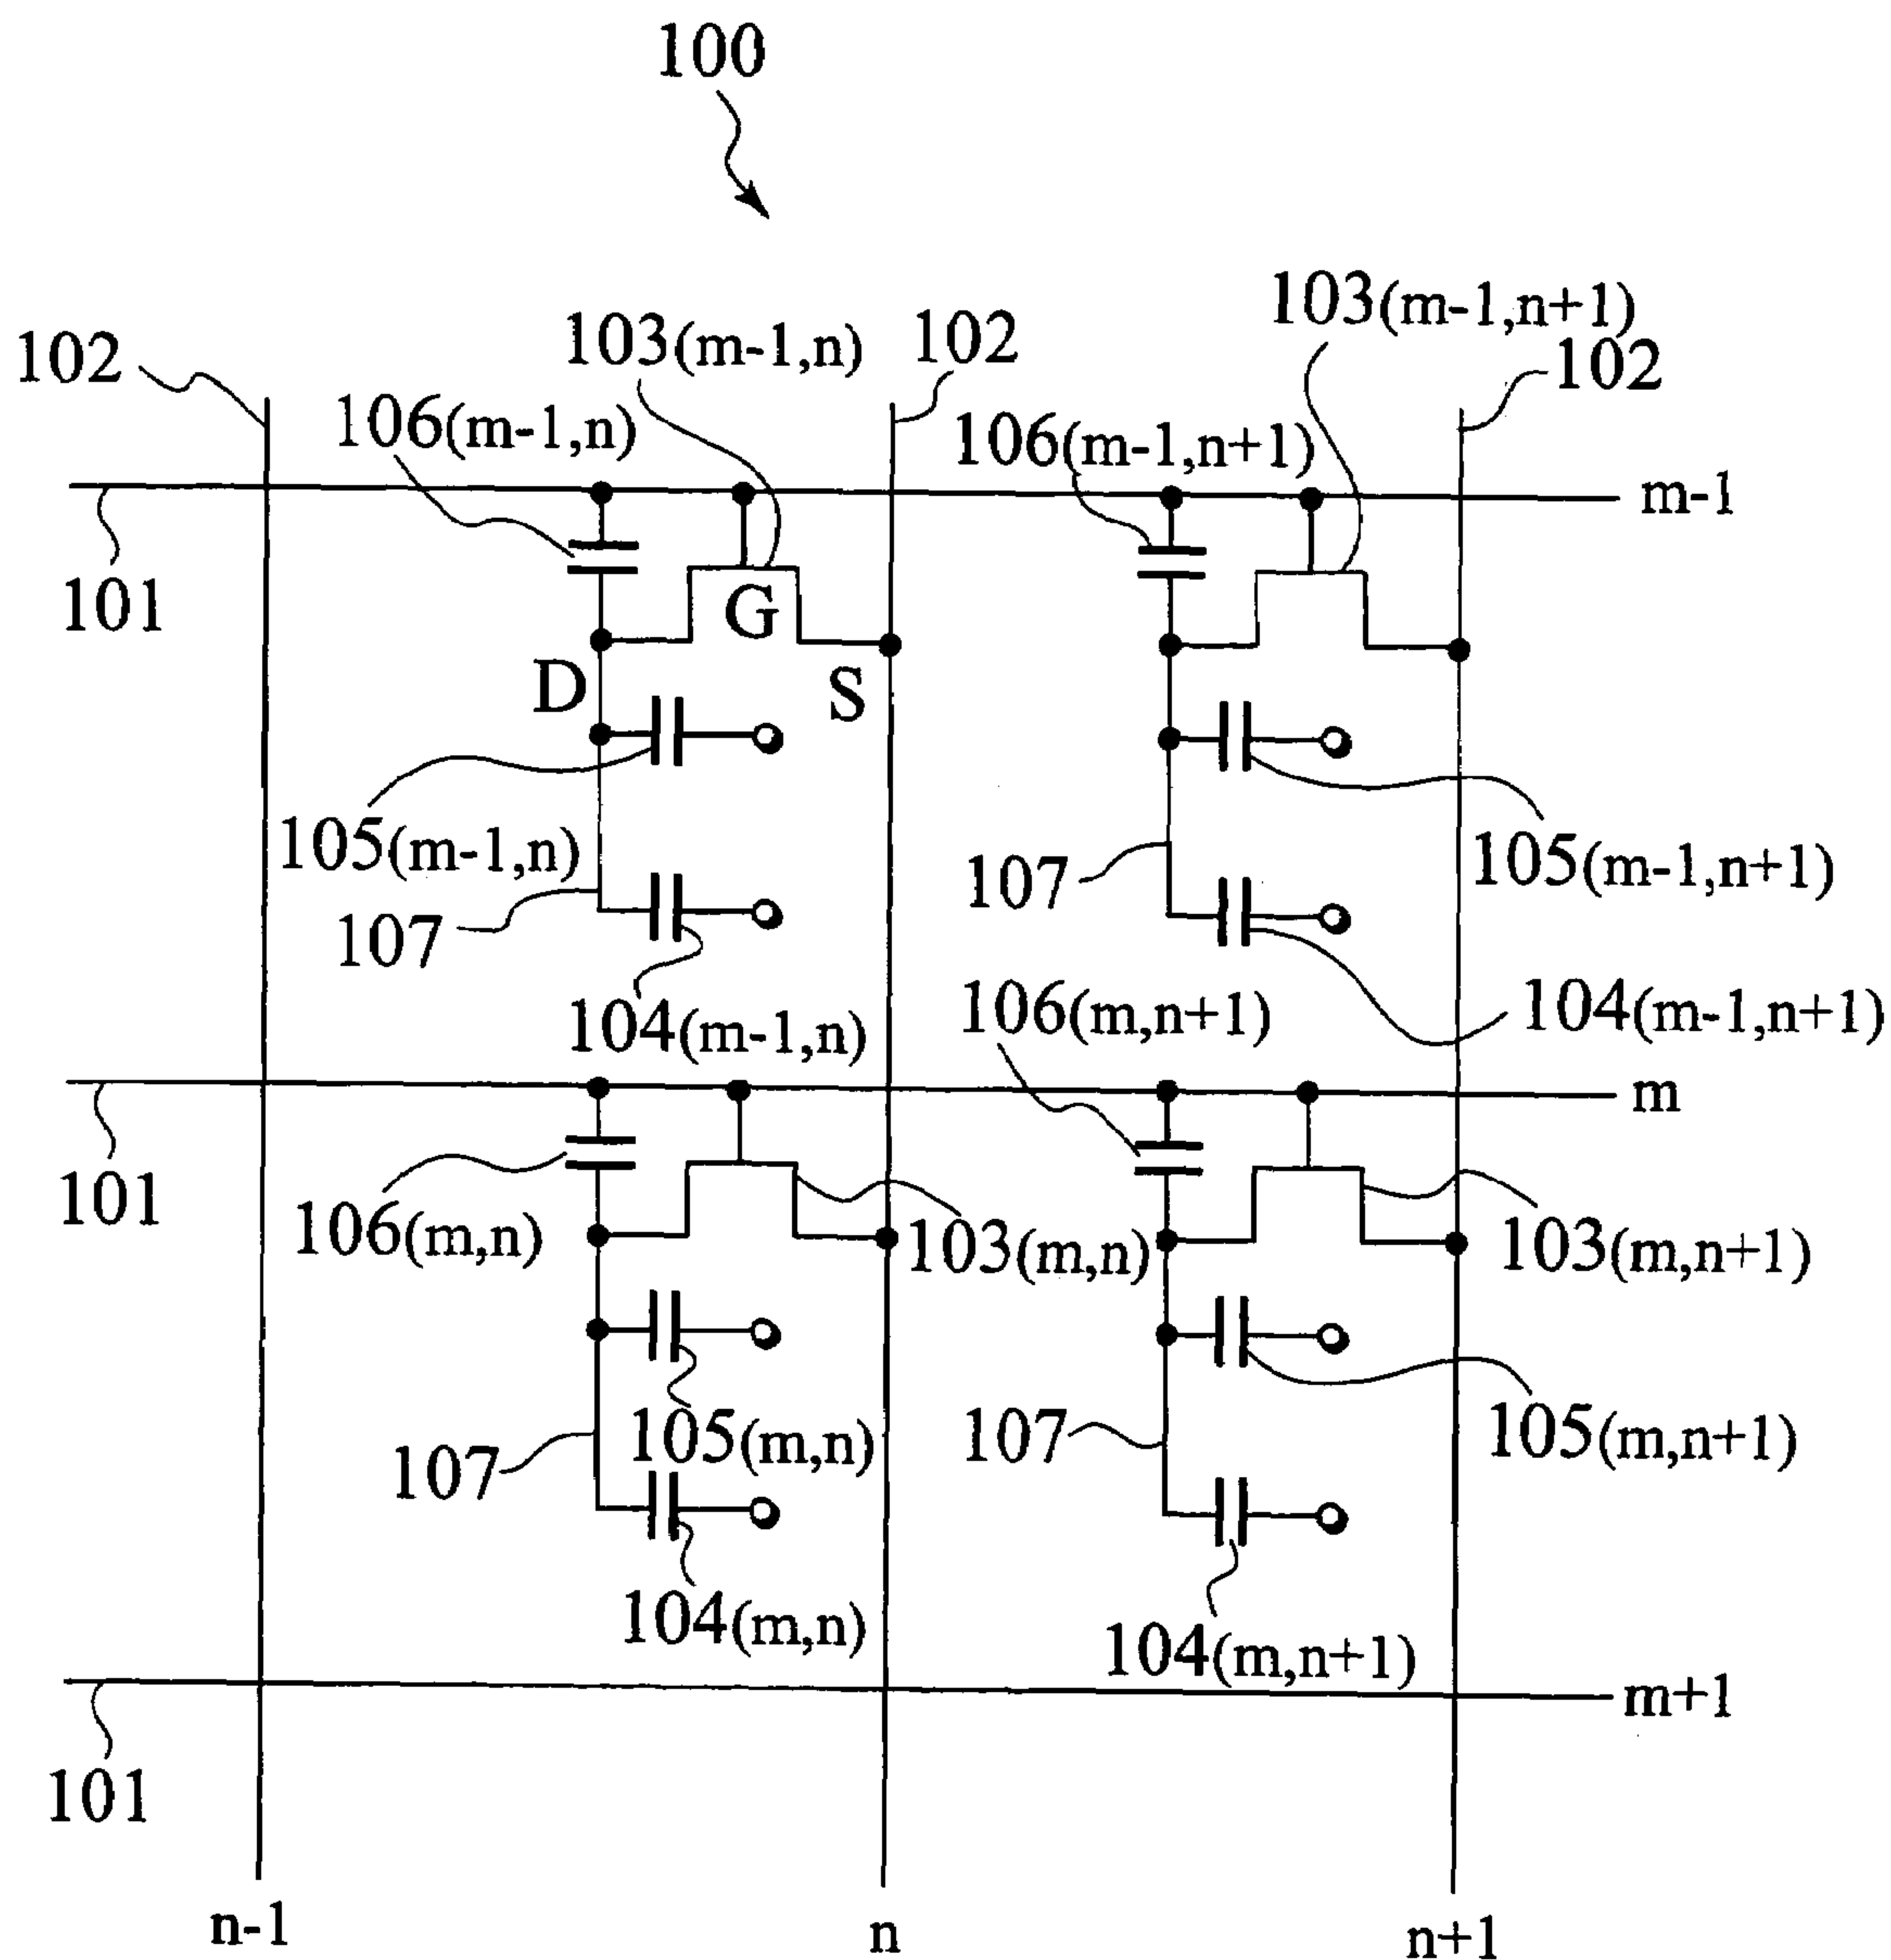 100
103(m-1,n+1)
102
103(m-1,n)
102
102
106(m-1,n)
106(m-1,n+1)
m-1
101
G
D
S
105(m-1,n)
107
105(m-1,n+1)
107
104(m-1,n)
106(m,n+1)
104(m-1,n+1)
m
101
106(m,n)
103(m,n)
103(m,n+1)
107
105(m,n)
107
105(m,n+1)
104(m,n)
104(m,n+1)
m+1
101
n-1
n
n+1